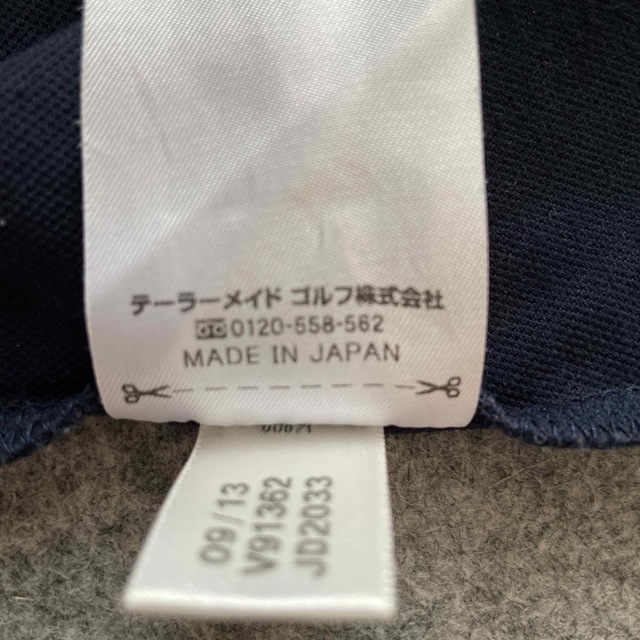 テーラーメイド ゴルフ株式会社
0120-558-562
MADE IN JAPAN
09/13
V91362
JD2033